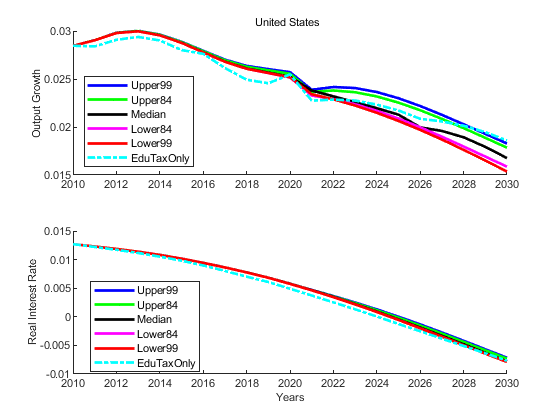 United States
0.03
0.025
0.02
0.015
Output Growth
Upper99
Upper84
Median
Lower84
Lower99
EduTaxOnly
2010 2012 2014 2016 2018 2020 2022 2024 2026 2028 2030
0.015
0.01
0.005
0
-0.005
-0.01
Real Interest Rate
Upper99
Upper84
Median
Lower84
Lower99
EduTaxOnly
2010 2012 2014 2016 2018 2020 2022 2024 2026 2028 2030
Years